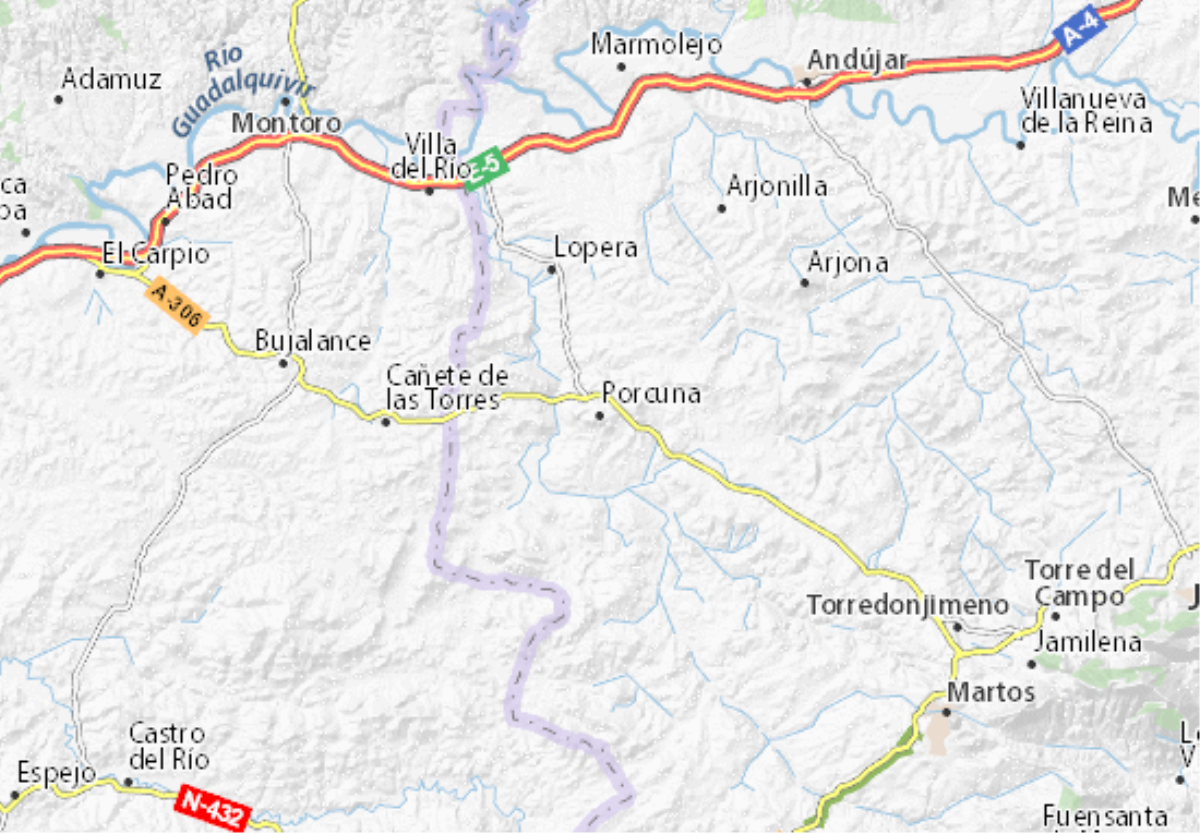 Marmolejo
Andújar
A-4
Adamuz
Rio
Guadalquivir
Montoro
Villa
del Río
E-5
Villanueva
de la Reina
Pedro
Abad
Arjonilla
El Carpio
Lopera
Arjona
A-306
Bujalance
Cañete de
las Torres
Porcuna
Torredonjimeno
Torre del
Campo
Jamilena
Martos
Castro
del Río
Espejo
N-432
Fuensanta